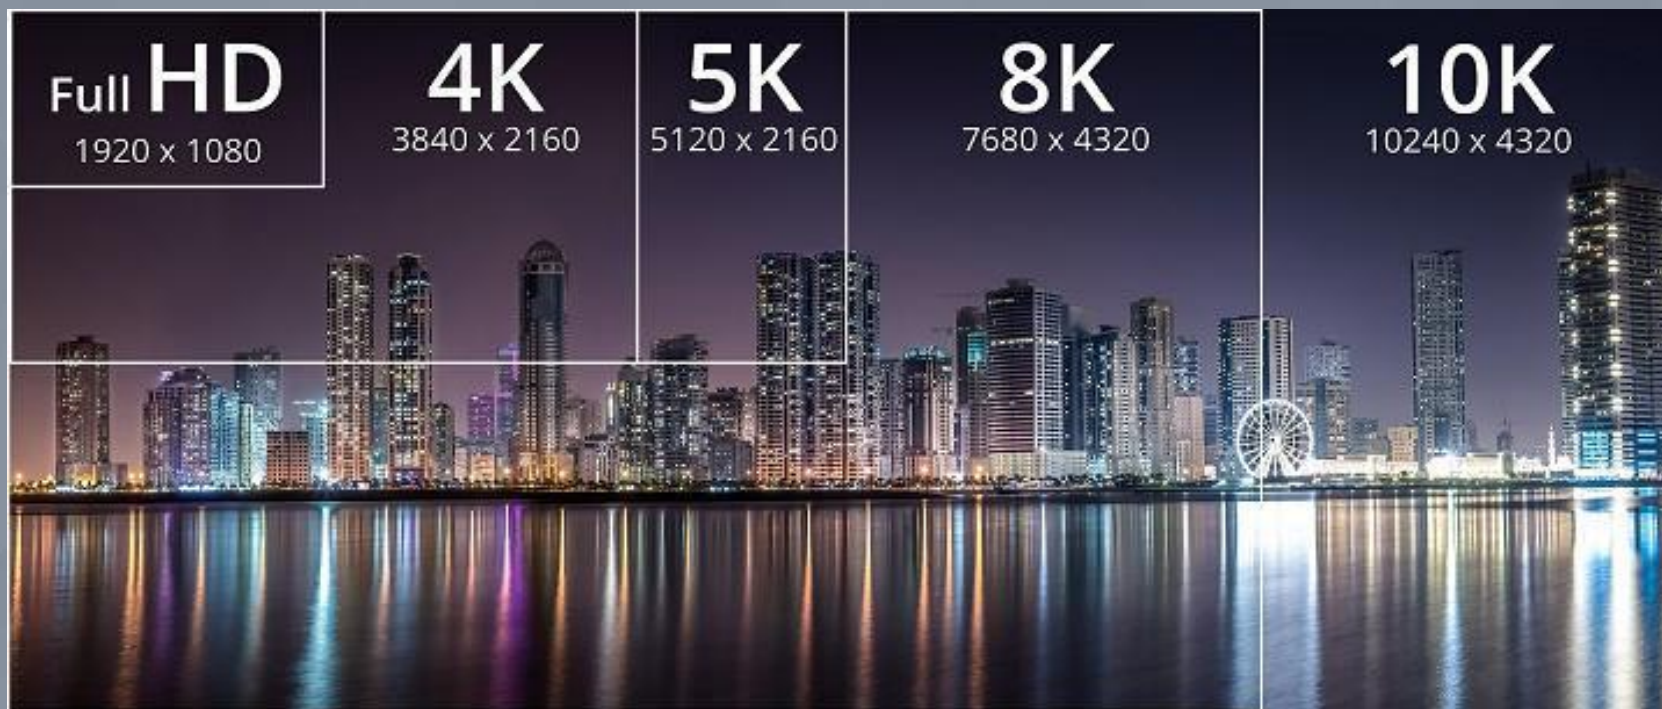 Full HD
1920 x 1080
4K
3840 x 2160
5K
5120 x 2160
8K
7680 x 4320
10K
10240 x 4320